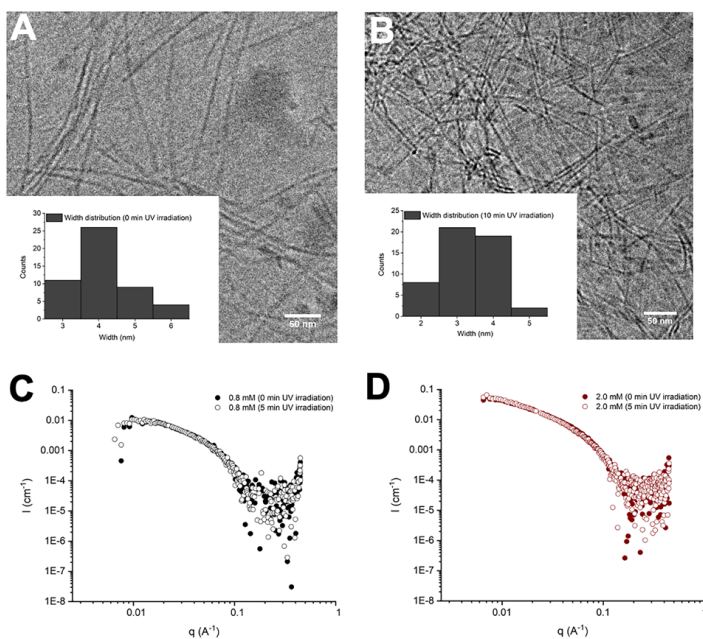 A
Width distribution (0 min UV irradiation)
30
25
20
15
10
5
0
Counts
3 4 5 6
Width (nm)
50 nm
B
Width distribution (10 min UV irradiation)
25
20
15
10
5
0
Counts
2 3 4 5
Width (nm)
50 nm
C
0.8 mM (0 min UV irradiation)
0.8 mM (5 min UV irradiation)
0.1
0.01
0.001
1E-4
1E-5
1E-6
1E-7
1E-8
I (cm⁻¹)
0.01 0.1 1
q (A⁻¹)
D
2.0 mM (0 min UV irradiation)
2.0 mM (5 min UV irradiation)
0.1
0.01
0.001
1E-4
1E-5
1E-6
1E-7
1E-8
I (cm⁻¹)
0.01 0.1 1
q (A⁻¹)